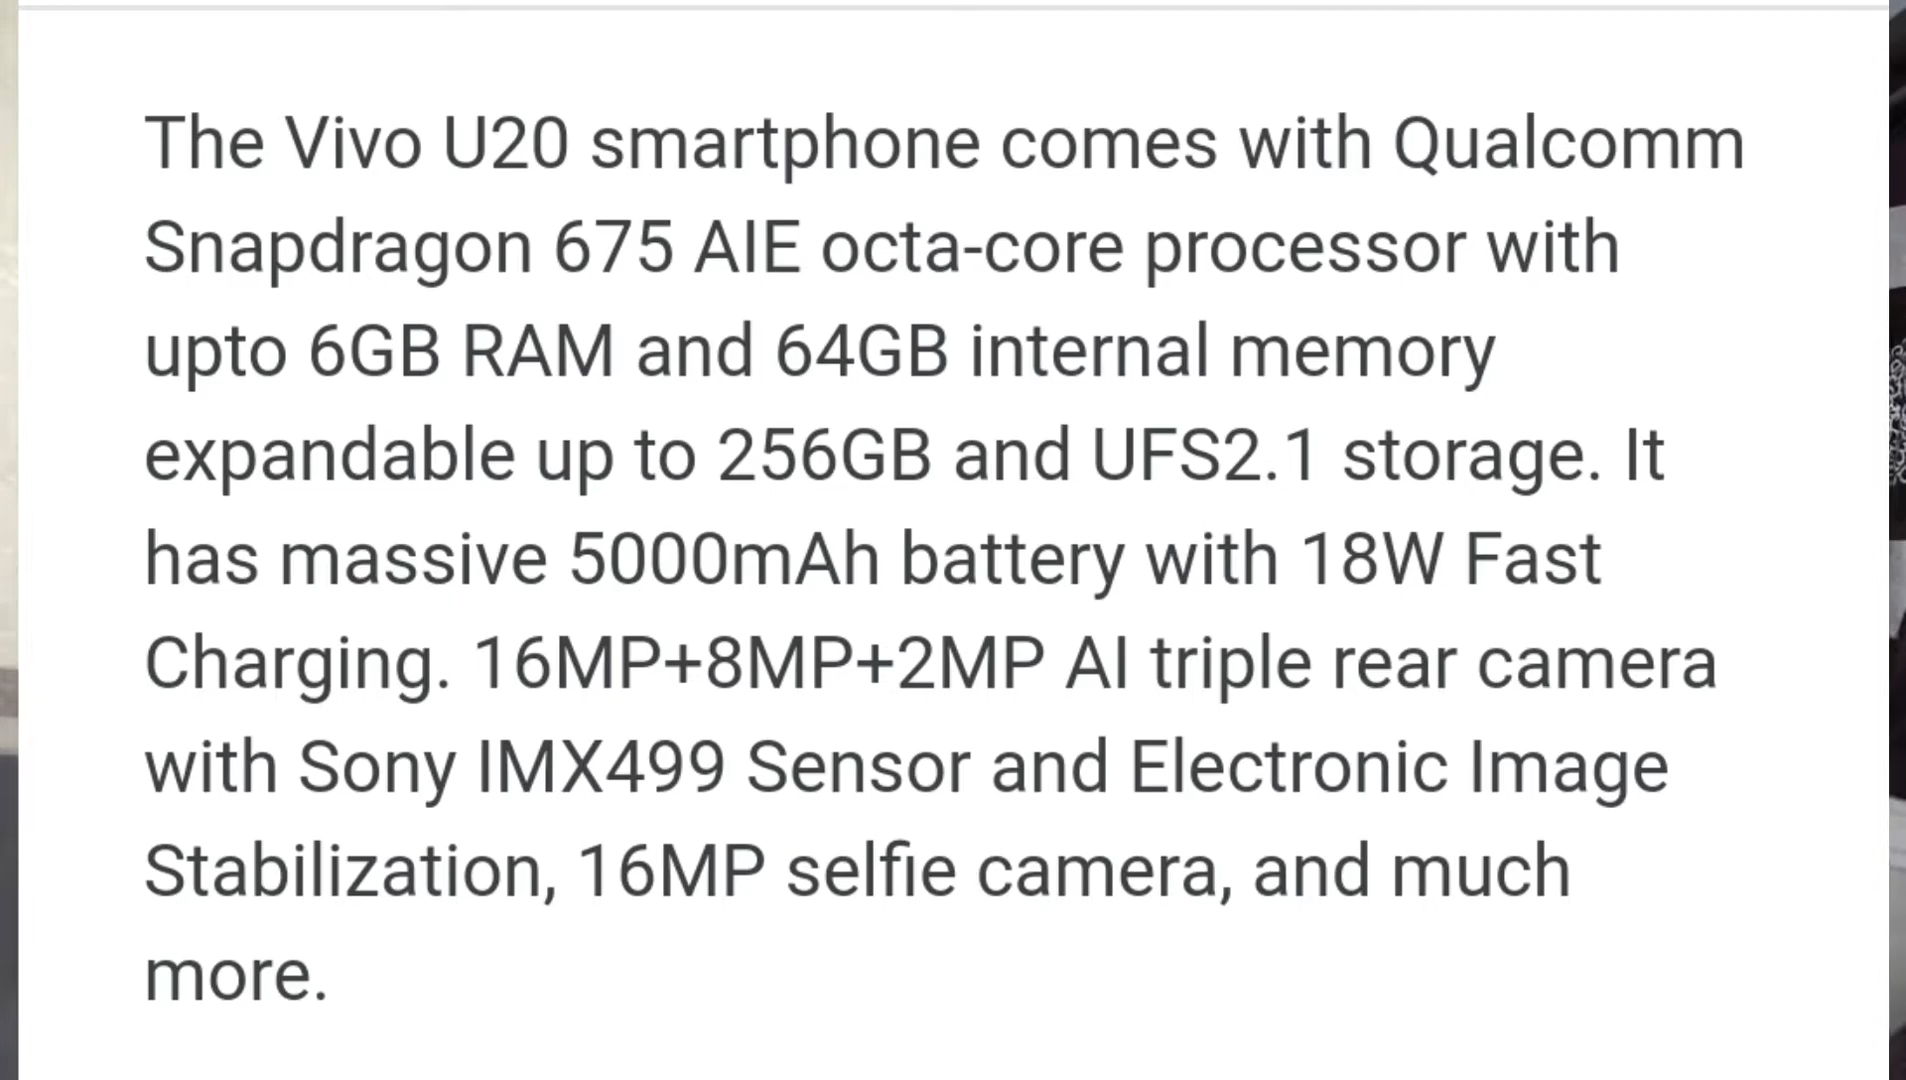 The Vivo U20 smartphone comes with Qualcomm
Snapdragon 675 AIE octa-core processor with
upto 6GB RAM and 64GB internal memory
expandable up to 256GB and UFS2.1 storage. It
has massive 5000mAh battery with 18W Fast
Charging. 16MP+8MP+2MP AI triple rear camera
with Sony IMX499 Sensor and Electronic Image
Stabilization, 16MP selfie camera, and much
more.